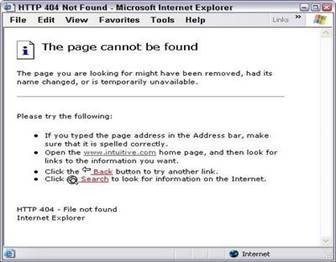 HTTP 404 Not Found - Microsoft Internet Explorer
File Edit View Favorites Tools Help Links »
The page cannot be found
The page you are looking for might have been removed, had its
name changed, or is temporarily unavailable.
Please try the following:
• If you typed the page address in the Address bar, make
sure that it is spelled correctly.
• Open the www.intuitive.com home page, and then look for
links to the information you want.
• Click the Back button to try another link.
• Click Search to look for information on the Internet.
HTTP 404 - File not found
Internet Explorer
Internet